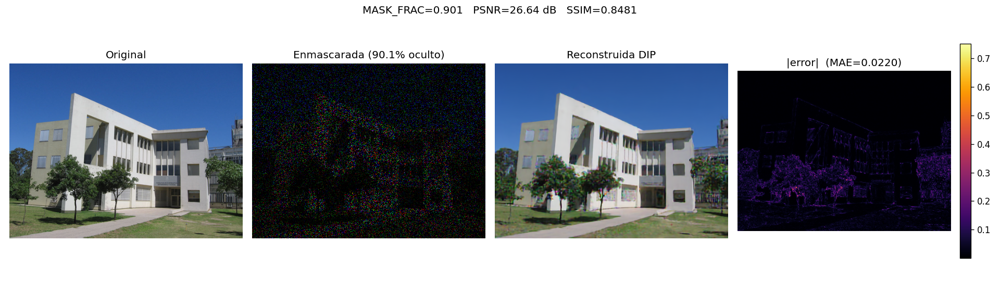 MASK_FRAC=0.901 PSNR=26.64 dB SSIM=0.8481
Original
Enmascarada (90.1% oculto)
Reconstruida DIP
|error| (MAE=0.0220)
0.7
0.6
0.5
0.4
0.3
0.2
0.1